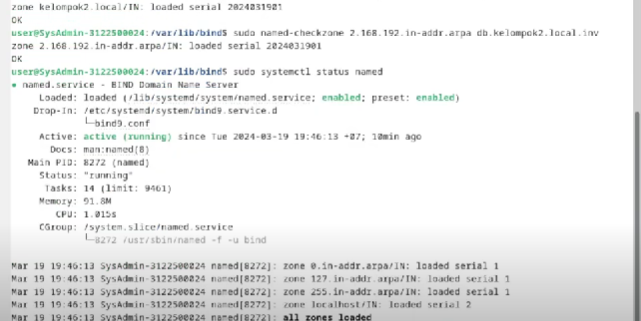 zone kelompok2.local/IN: loaded serial 2024031901
OK
user@SysAdmin-3122500024:/var/lib/bind$ sudo named-checkzone 2.168.192.in-addr.arpa db.kelompok2.local.inv
zone 2.168.192.in-addr.arpa/IN: loaded serial 2024031901
OK
user@SysAdmin-3122500024:/var/lib/bind$ sudo systemctl status named
● named.service - BIND Domain Name Server
Loaded: loaded (/lib/systemd/system/named.service; enabled; preset: enabled)
Drop-In: /etc/systemd/system/bind9.service.d
└─bind9.conf
Active: active (running) since Tue 2024-03-19 19:46:13 +07; 10min ago
Docs: man:named(8)
Main PID: 8272 (named)
Status: "running"
Tasks: 14 (limit: 9461)
Memory: 91.8M
CPU: 1.015s
CGroup: /system.slice/named.service
└─8272 /usr/sbin/named -f -u bind
Mar 19 19:46:13 SysAdmin-3122500024 named[8272]: zone 0.in-addr.arpa/IN: loaded serial 1
Mar 19 19:46:13 SysAdmin-3122500024 named[8272]: zone 127.in-addr.arpa/IN: loaded serial 1
Mar 19 19:46:13 SysAdmin-3122500024 named[8272]: zone 255.in-addr.arpa/IN: loaded serial 1
Mar 19 19:46:13 SysAdmin-3122500024 named[8272]: zone localhost/IN: loaded serial 2
Mar 19 19:46:13 SysAdmin-3122500024 named[8272]: all zones loaded